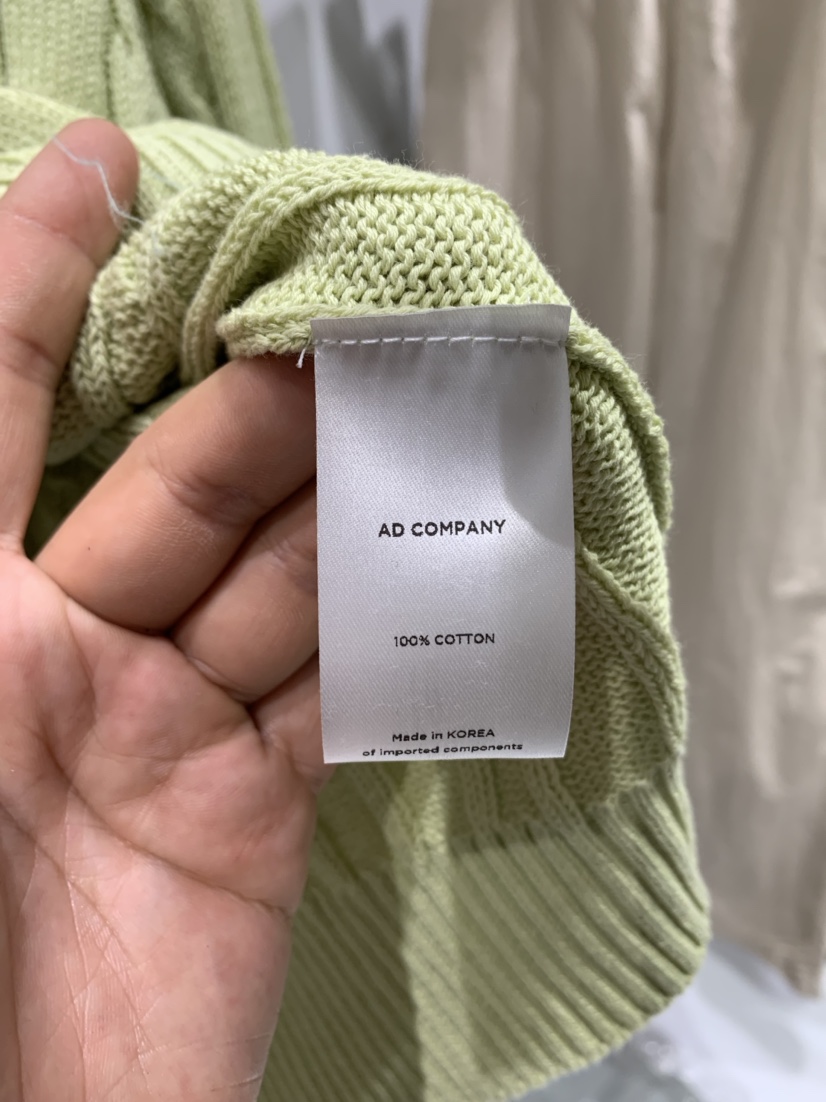 AD COMPANY
100% COTTON
Made in KOREA
of imported components